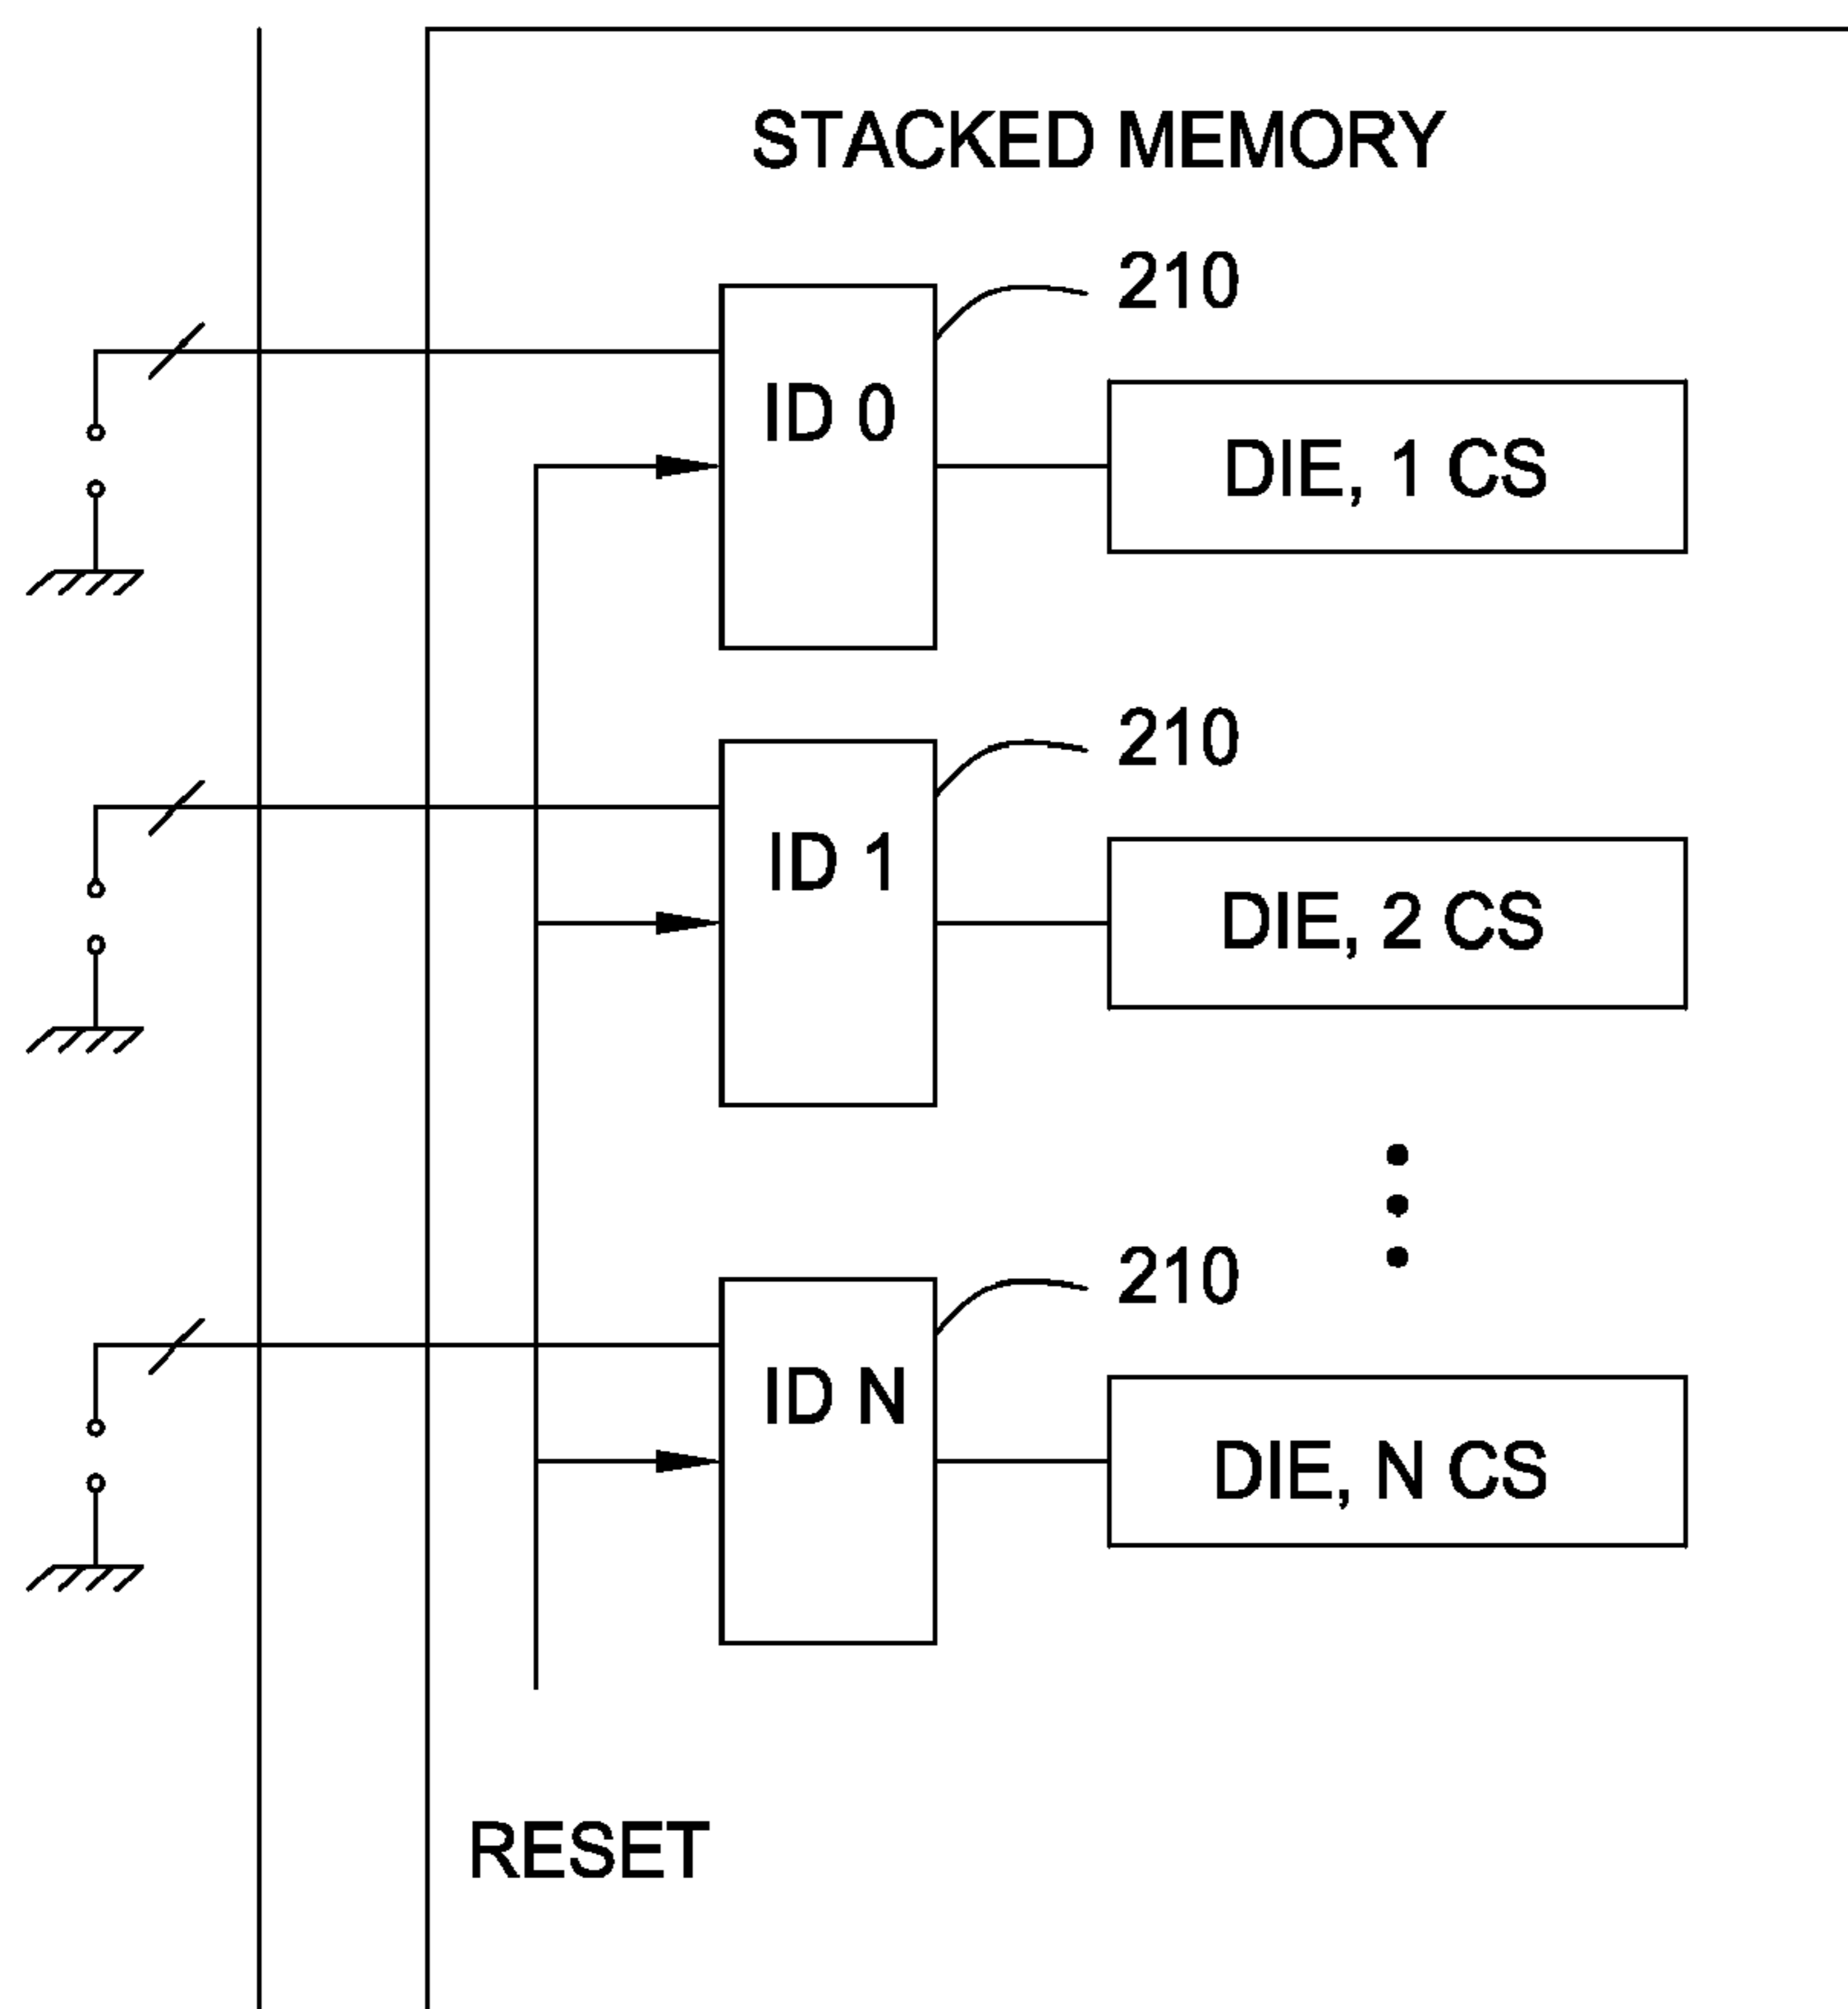 STACKED MEMORY
210
ID 0
DIE, 1 CS
210
ID 1
DIE, 2 CS
210
ID N
DIE, N CS
RESET